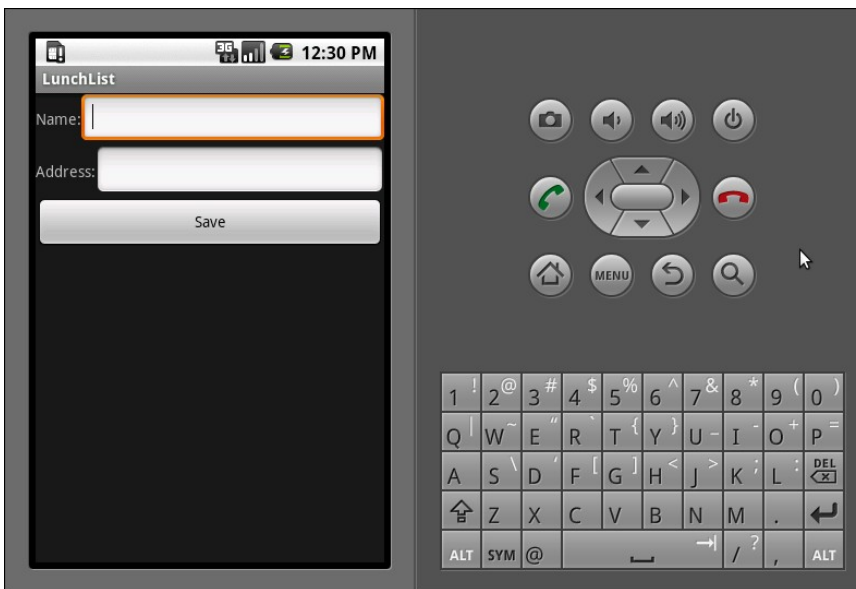 3G 12:30 PM
LunchList
Name:
Address:
Save
MENU
1 ! 2 @ 3 # 4 $ 5 % 6 ^ 7 & 8 * 9 ( 0 )
Q | W ~ E “ R ` T { Y } U _ I - O + P =
A S \ D ‘ F [ G ] H < J > K ; L : DEL
Z X C V B N M .
ALT SYM @ / ? , ALT